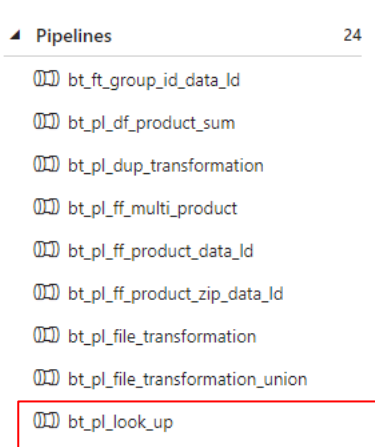 Pipelines 24
bt_ft_group_id_data_ld
bt_pl_df_product_sum
bt_pl_dup_transformation
bt_pl_ff_multi_product
bt_pl_ff_product_data_ld
bt_pl_ff_product_zip_data_ld
bt_pl_file_transformation
bt_pl_file_transformation_union
bt_pl_look_up